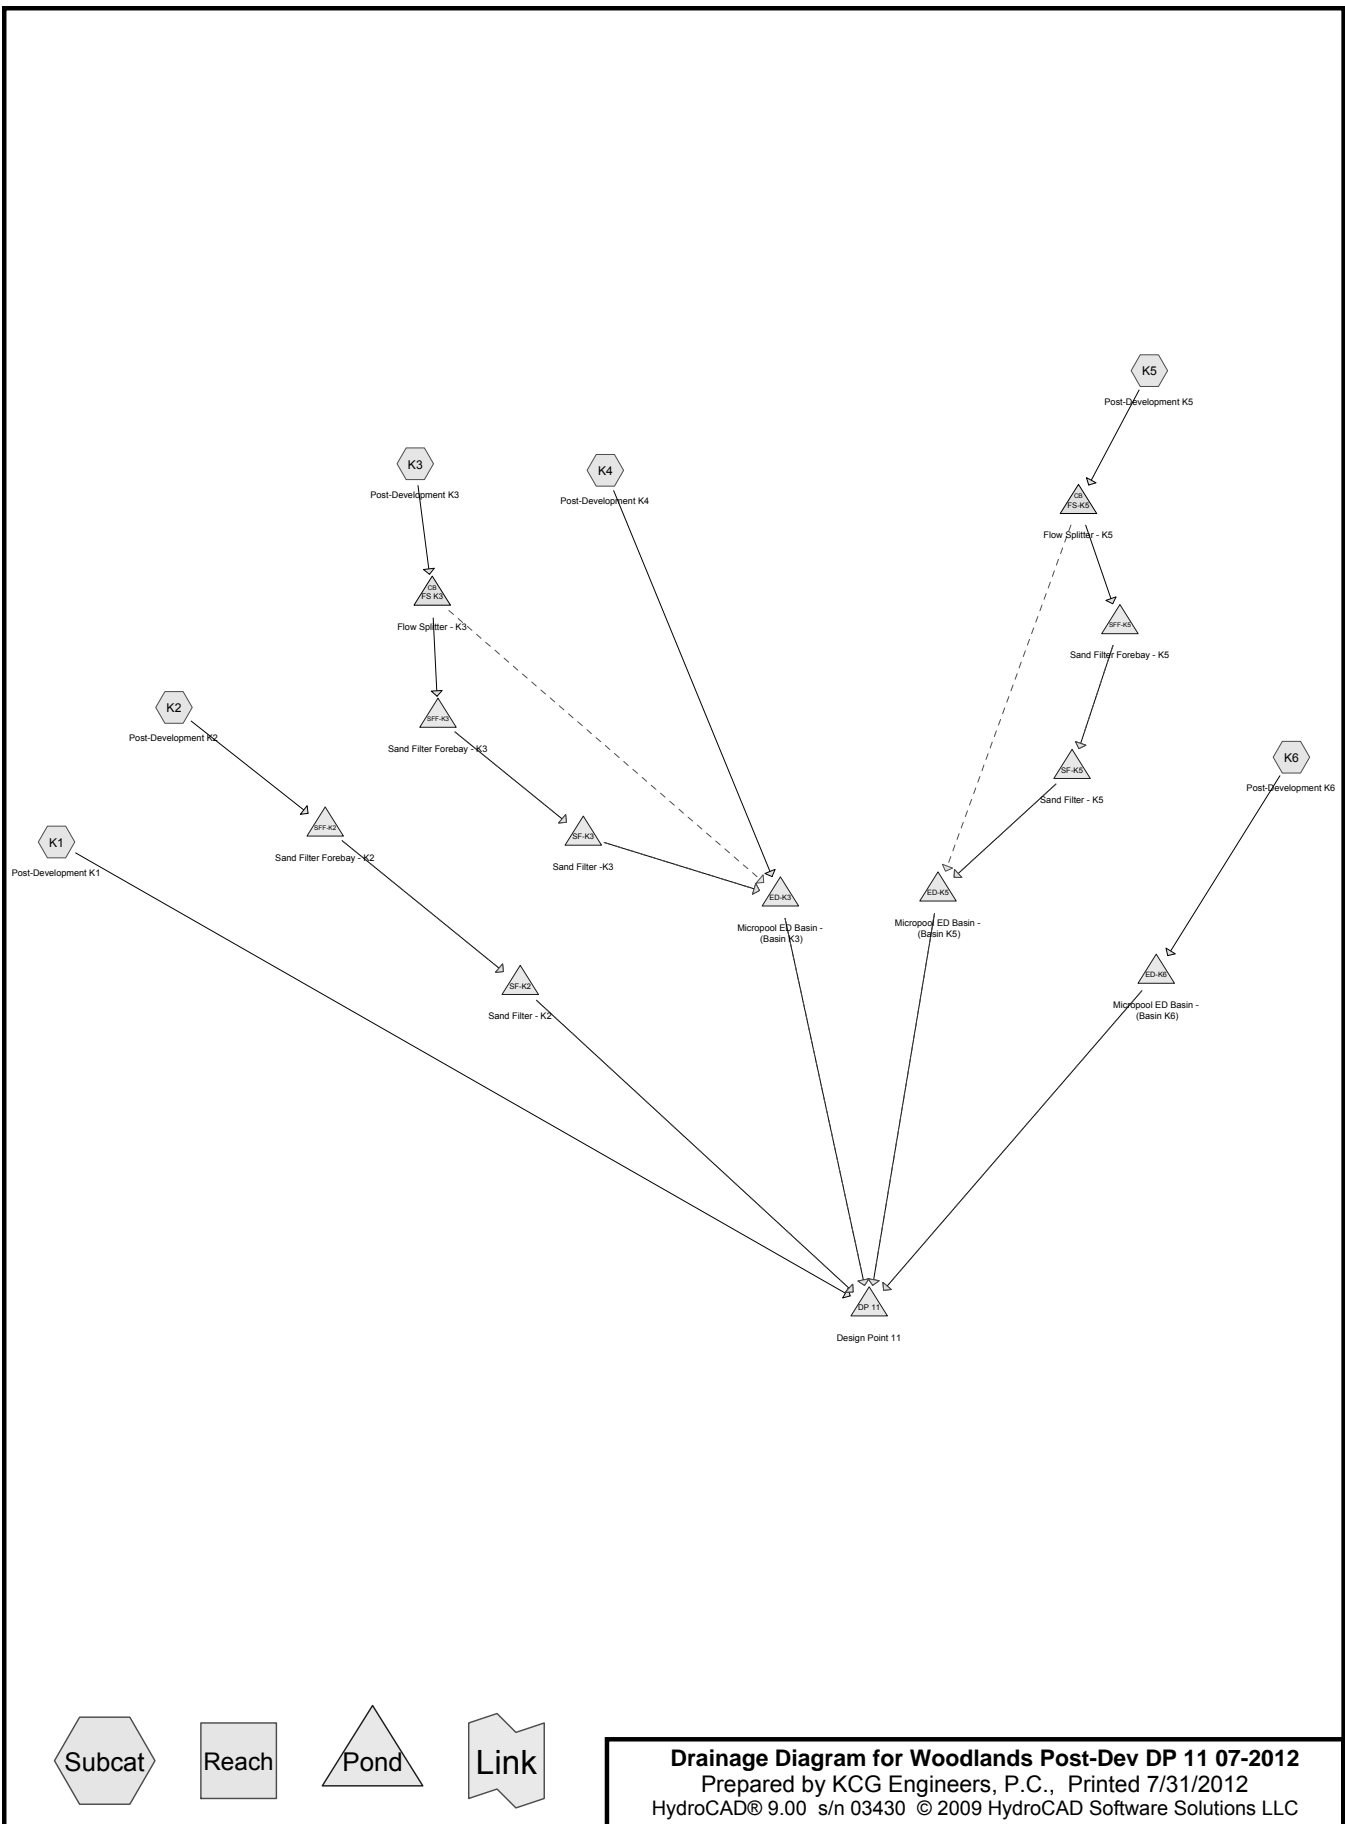 K5
Post-Development K5
K3
Post-Development K3
K4
Post-Development K4
CB
FS-K5
Flow Splitter - K5
CB
FS K3
Flow Splitter - K3
SFF-K5
Sand Filter Forebay - K5
K2
Post-Development K2
SFF-K3
Sand Filter Forebay - K3
SF-K5
Sand Filter - K5
K6
Post-Development K6
K1
Post-Development K1
SFF-K2
Sand Filter Forebay - K2
SF-K3
Sand Filter -K3
ED-K3
Micropool ED Basin -
(Basin K3)
ED-K5
Micropool ED Basin -
(Basin K5)
SF-K2
Sand Filter - K2
ED-K6
Micropool ED Basin -
(Basin K6)
DP 11
Design Point 11
Subcat
Reach
Pond
Link
Drainage Diagram for Woodlands Post-Dev DP 11 07-2012
Prepared by KCG Engineers, P.C., Printed 7/31/2012
HydroCAD® 9.00 s/n 03430 © 2009 HydroCAD Software Solutions LLC